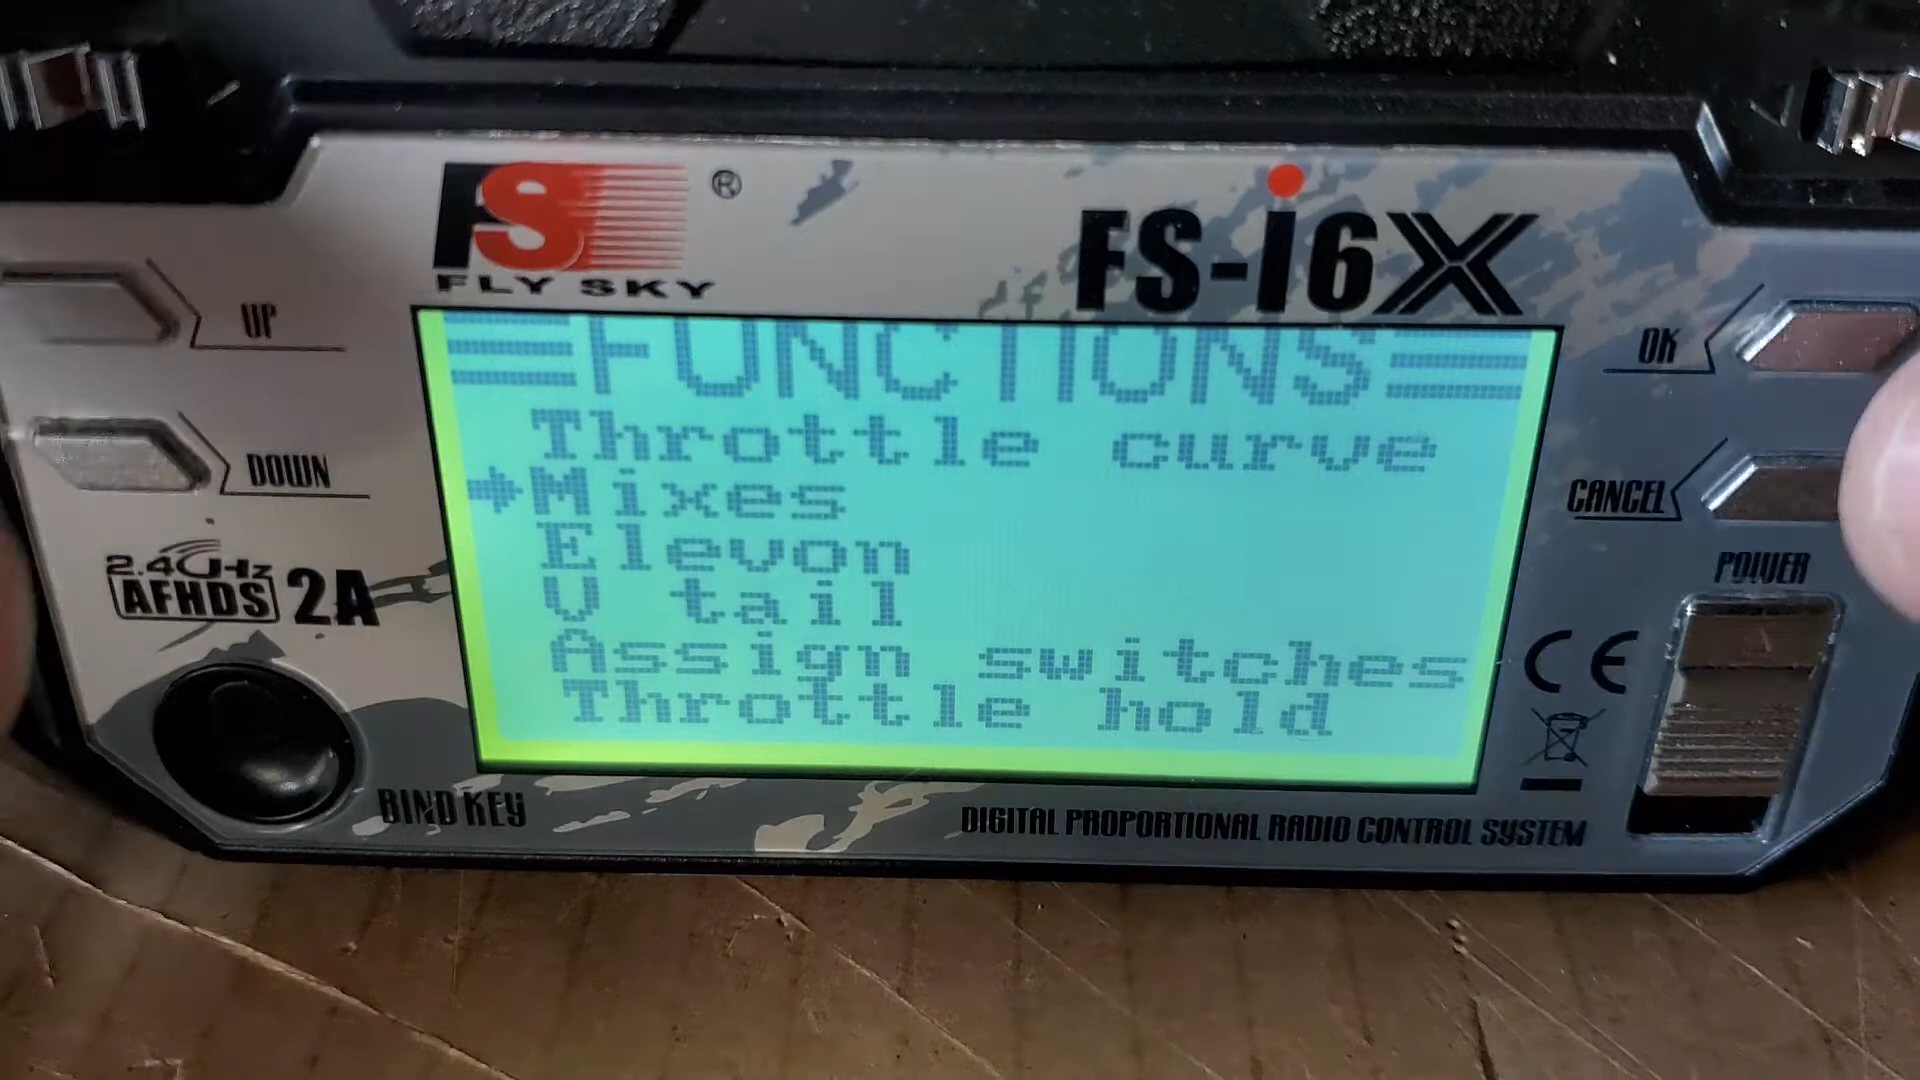 FS ®
FLY SKY
FS-i6X
UP
DOWN
OK
CANCEL
POWER
FUNCTIONS
Throttle curve
Mixes
Elevon
V tail
Assign switches
Throttle hold
2.4GHz
AFHDS 2A
BIND KEY
CE
DIGITAL PROPORTIONAL RADIO CONTROL SYSTEM